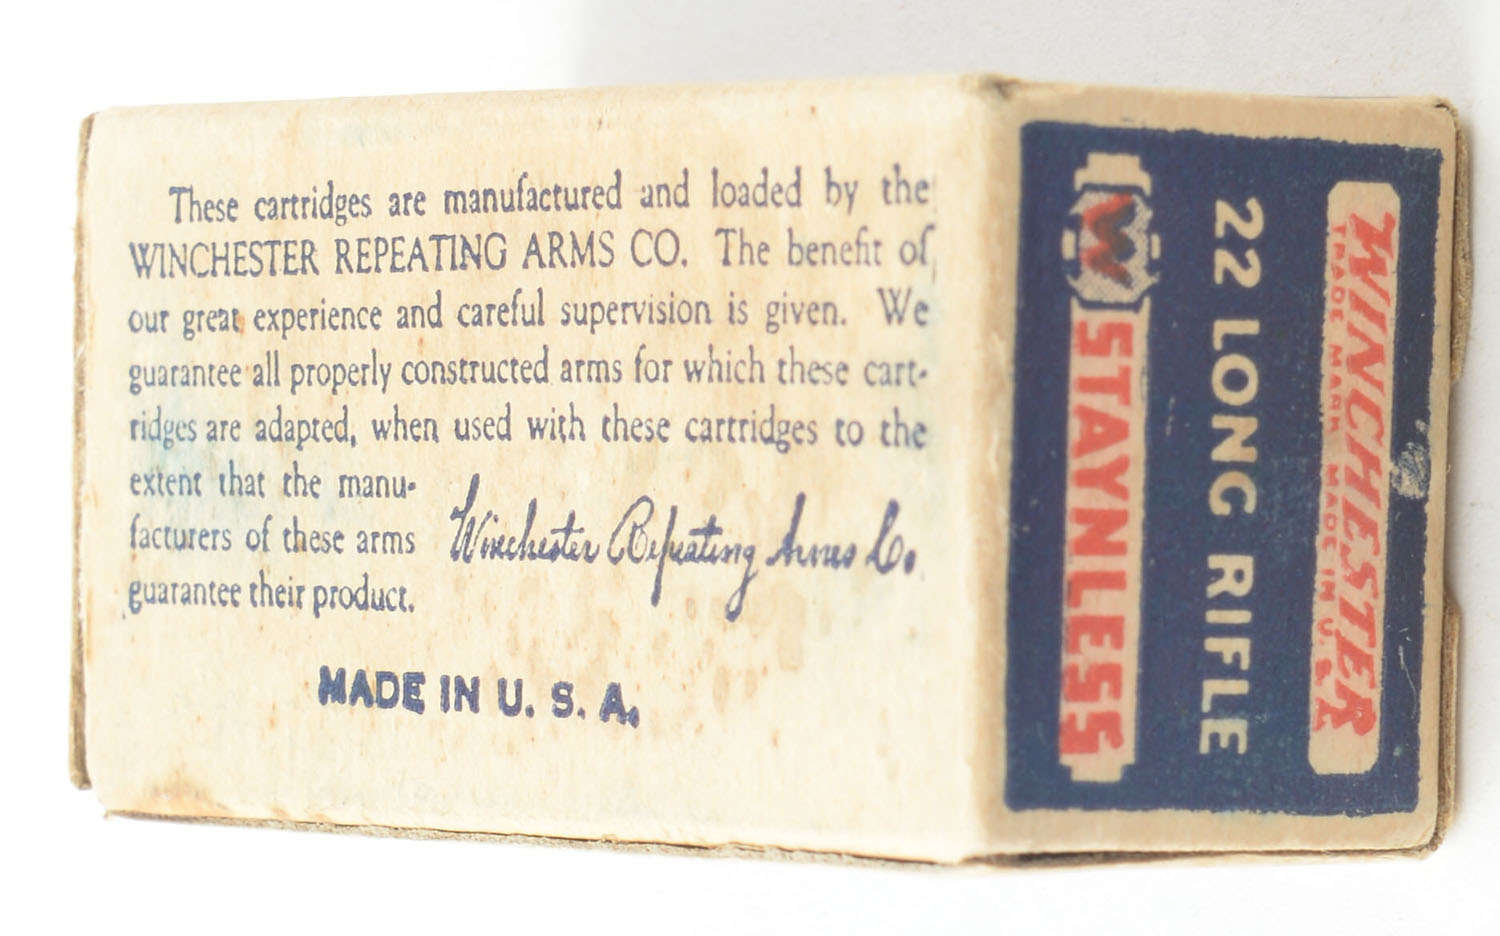 These cartridges are manufactured and loaded by the
WINCHESTER REPEATING ARMS CO. The benefit of
our great experience and careful supervision is given. We
guarantee all properly constructed arms for which these cart-
ridges are adapted, when used with these cartridges to the
extent that the manu-
facturers of these arms
guarantee their product.
Winchester Repeating Arms Co.
MADE IN U. S. A.
WINCHESTER
TRADE MARK MADE IN U. S. A.
22 LONG RIFLE
W STAYNLESS